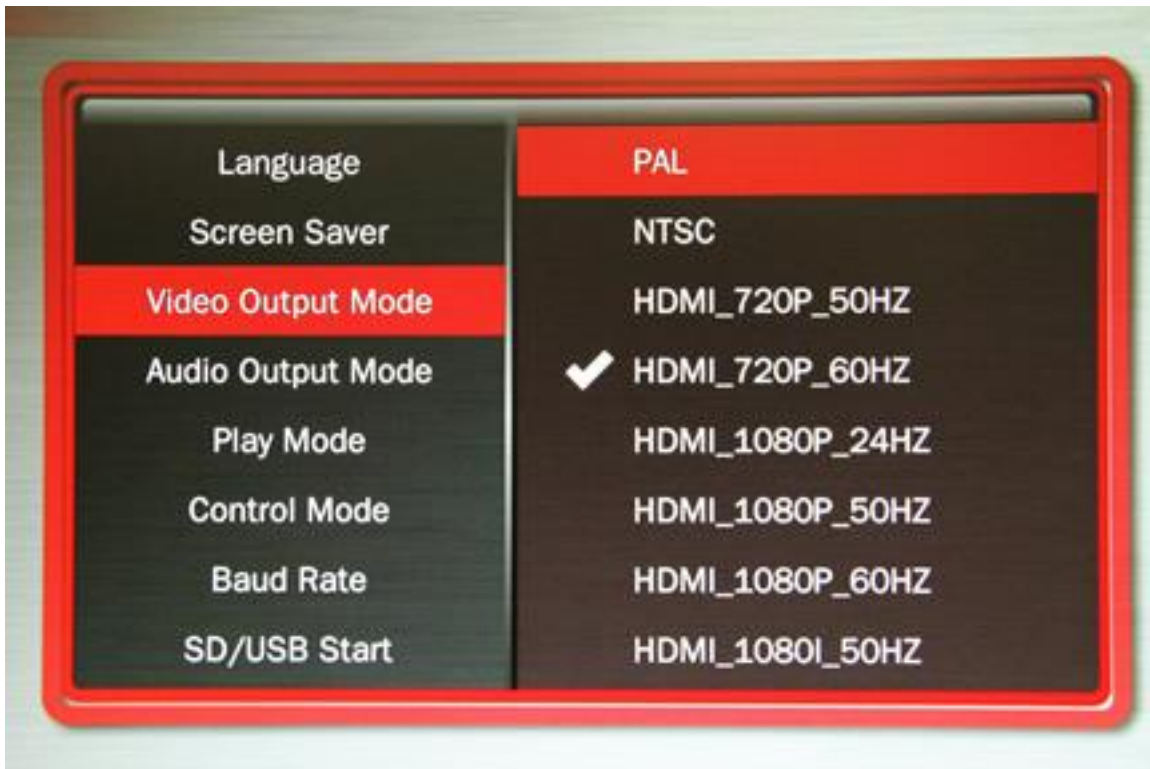 Language
Screen Saver
Video Output Mode
Audio Output Mode
Play Mode
Control Mode
Baud Rate
SD/USB Start
PAL
NTSC
HDMI_720P_50HZ
HDMI_720P_60HZ
HDMI_1080P_24HZ
HDMI_1080P_50HZ
HDMI_1080P_60HZ
HDMI_1080I_50HZ